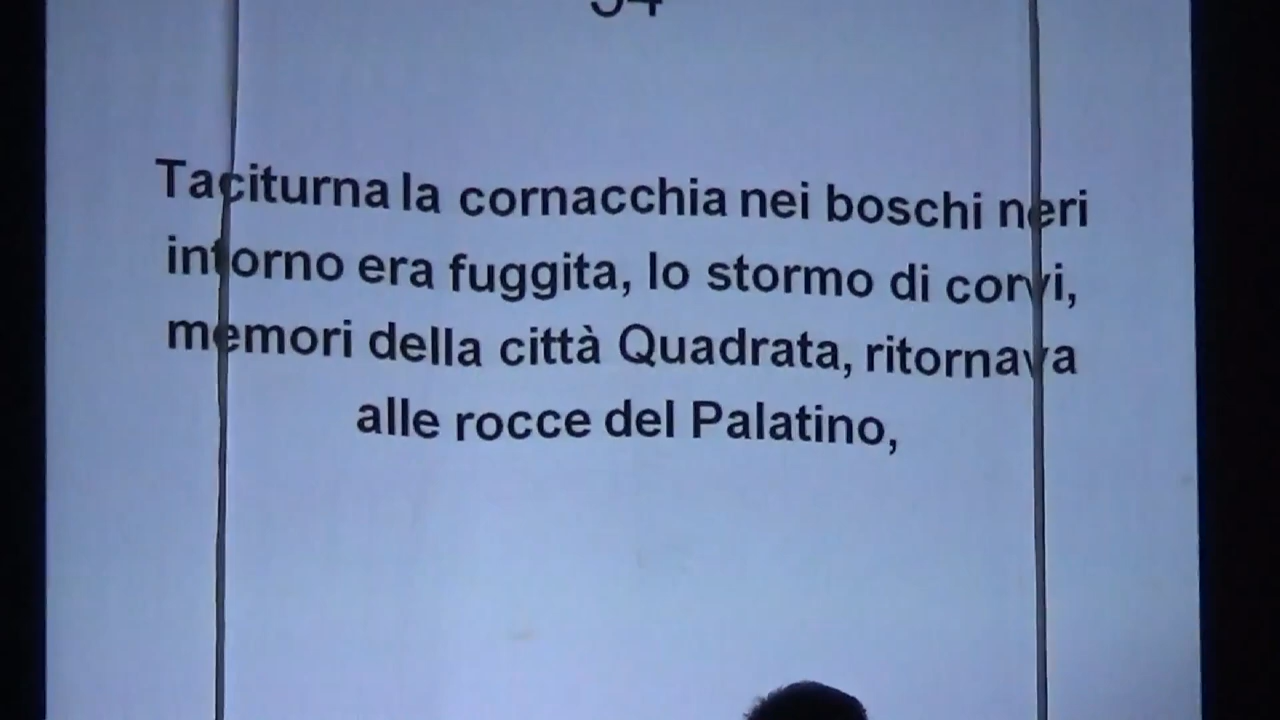 54
Taciturna la cornacchia nei boschi neri
intorno era fuggita, lo stormo di corvi,
memori della città Quadrata, ritornava
alle rocce del Palatino,